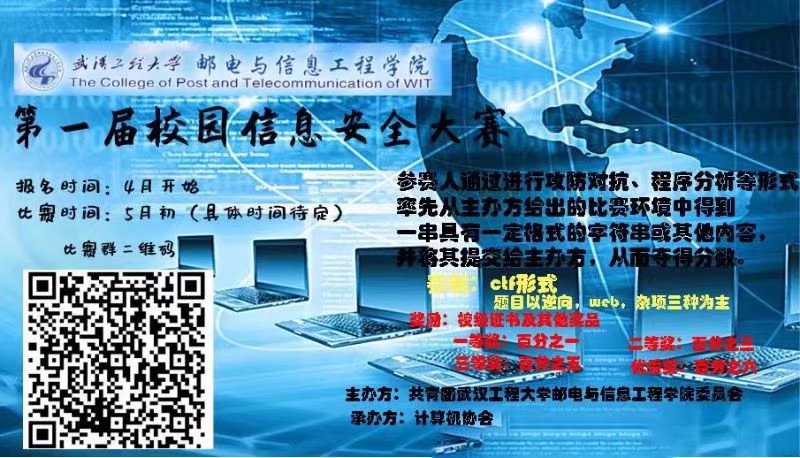 武汉工程大学 邮电与信息工程学院
The College of Post and Telecommunication of WIT
第一届校园信息安全大赛
报名时间：4月开始
比赛时间：5月初（具体时间待定）
比赛群二维码
参赛人通过进行攻防对抗、程序分析等形式
率先从主办方给出的比赛环境中得到
一串具有一定格式的字符串或其他内容，
并将其提交给主办方，从而夺得分数。
ctf形式
题目以逆向，web，杂项三种为主
奖励：校级证书及其他奖品
一等奖：百分之一
二等奖：百分之三
三等奖：百分之五
优胜奖：百分之六
主办方：共青团武汉工程大学邮电与信息工程学院委员会
承办方：计算机协会